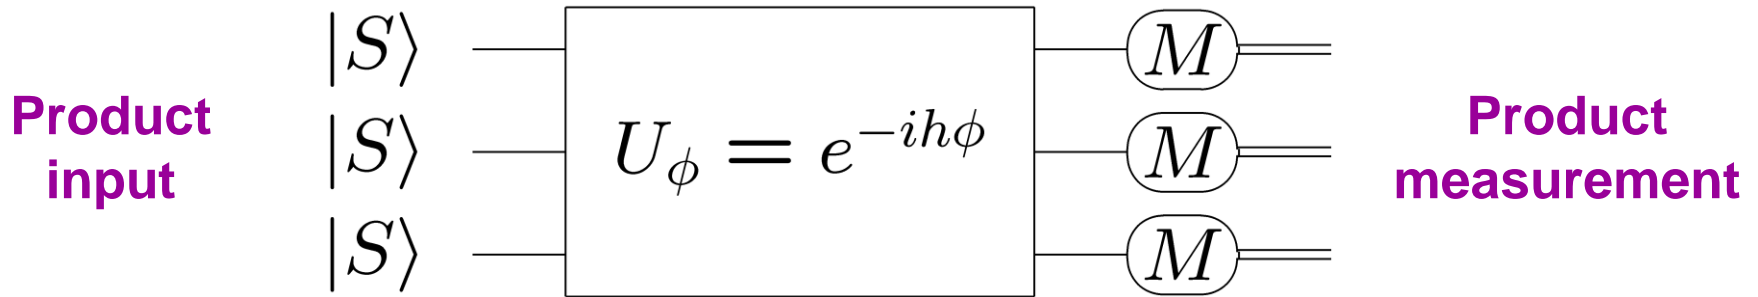 Product
input
|S⟩
|S⟩
|S⟩
U_ϕ = e^{-ihϕ}
M
M
M
Product
measurement